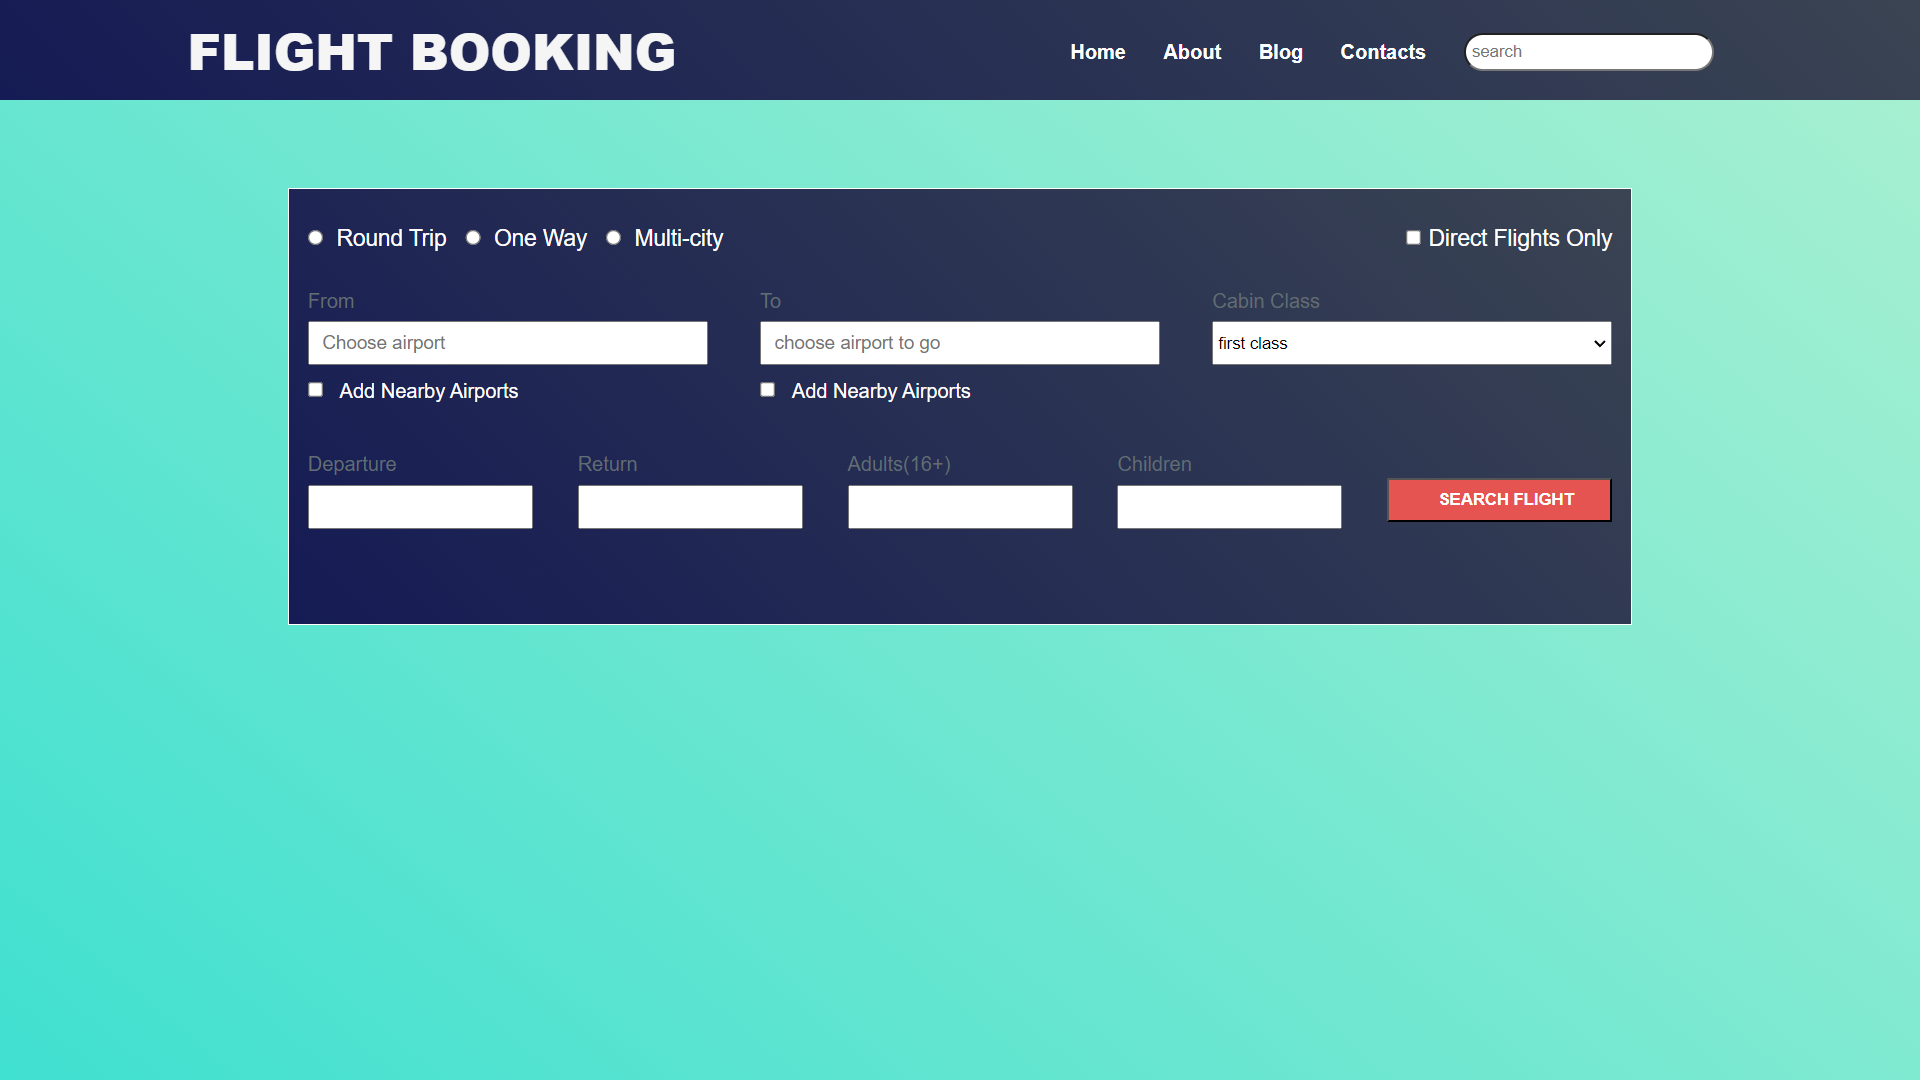 FLIGHT BOOKING
Home About Blog Contacts search
Round Trip One Way Multi-city Direct Flights Only
From To Cabin Class
Choose airport choose airport to go first class
Add Nearby Airports Add Nearby Airports
Departure Return Adults(16+) Children
SEARCH FLIGHT